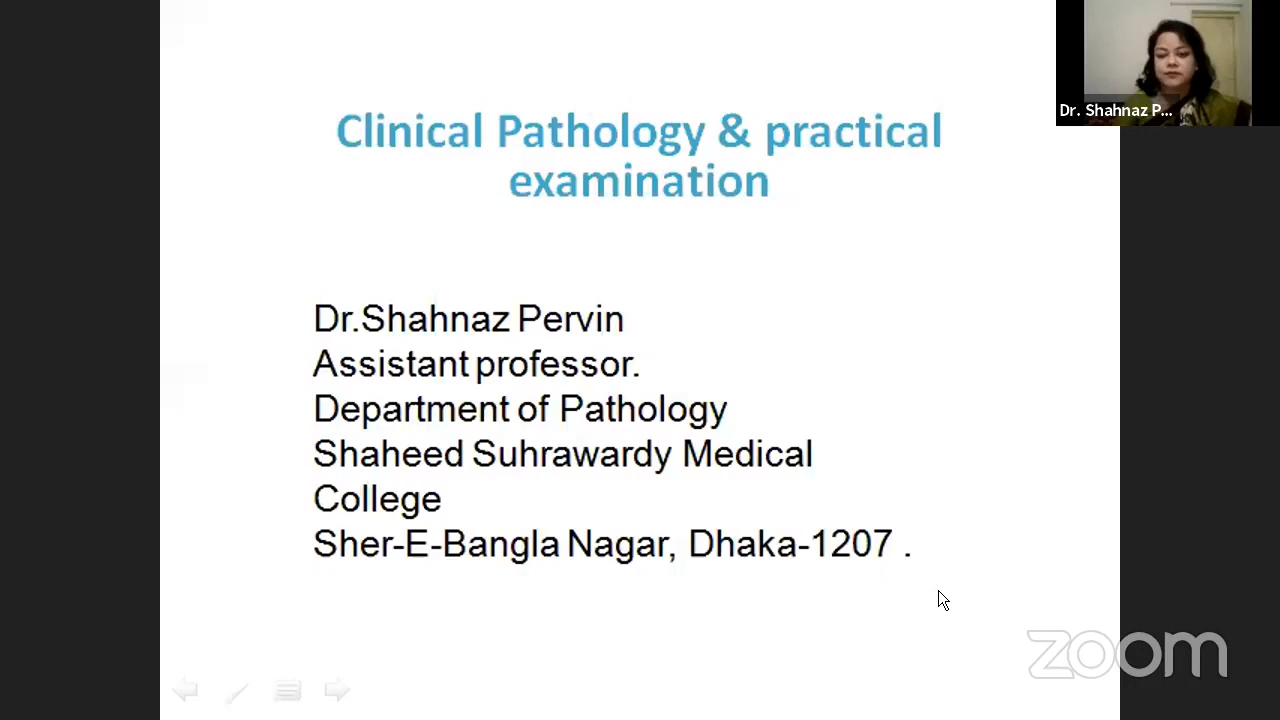 Clinical Pathology & practical
examination
Dr. Shahnaz P...
Dr.Shahnaz Pervin
Assistant professor.
Department of Pathology
Shaheed Suhrawardy Medical
College
Sher-E-Bangla Nagar, Dhaka-1207 .
zoom